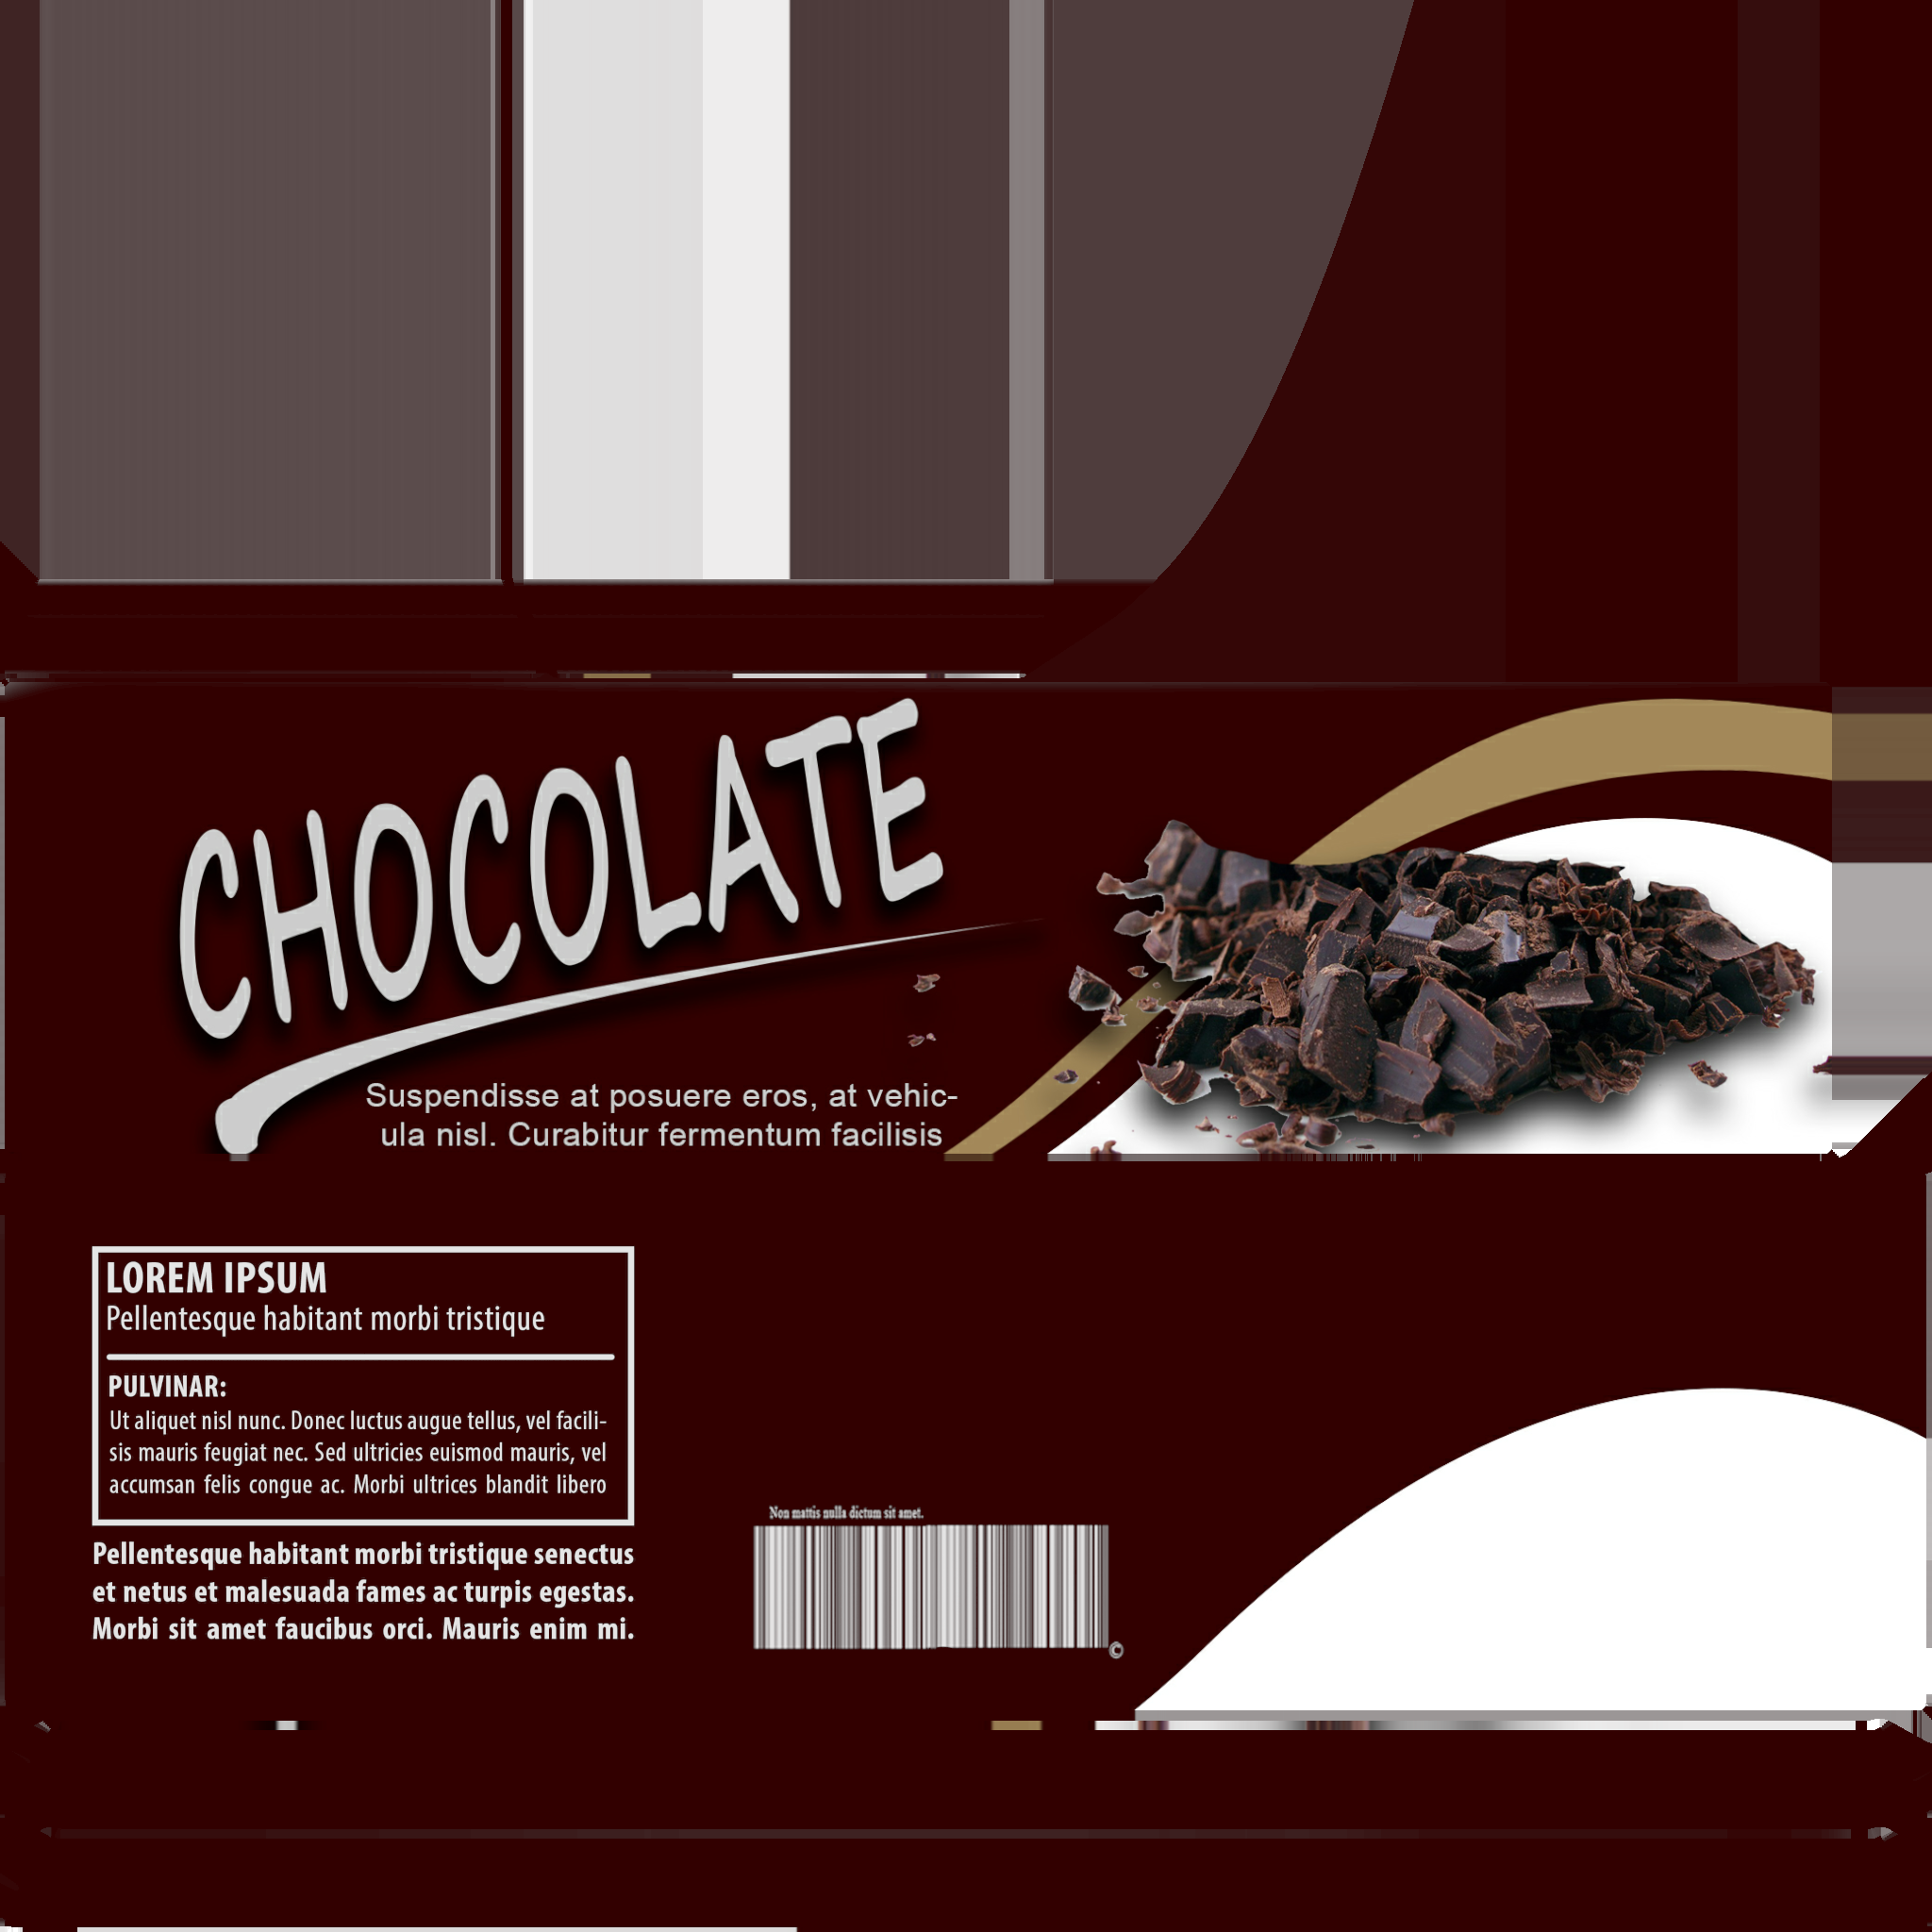 CHOCOLATE
Suspendisse at posuere eros, at vehic-
ula nisl. Curabitur fermentum facilisis
LOREM IPSUM
Pellentesque habitant morbi tristique
PULVINAR:
Ut aliquet nisl nunc. Donec luctus augue tellus, vel facili-
sis mauris feugiat nec. Sed ultricies euismod mauris, vel
accumsan felis congue ac. Morbi ultrices blandit libero
Pellentesque habitant morbi tristique senectus
et netus et malesuada fames ac turpis egestas.
Morbi sit amet faucibus orci. Mauris enim mi.
Non mattis nulla dictum sit amet.